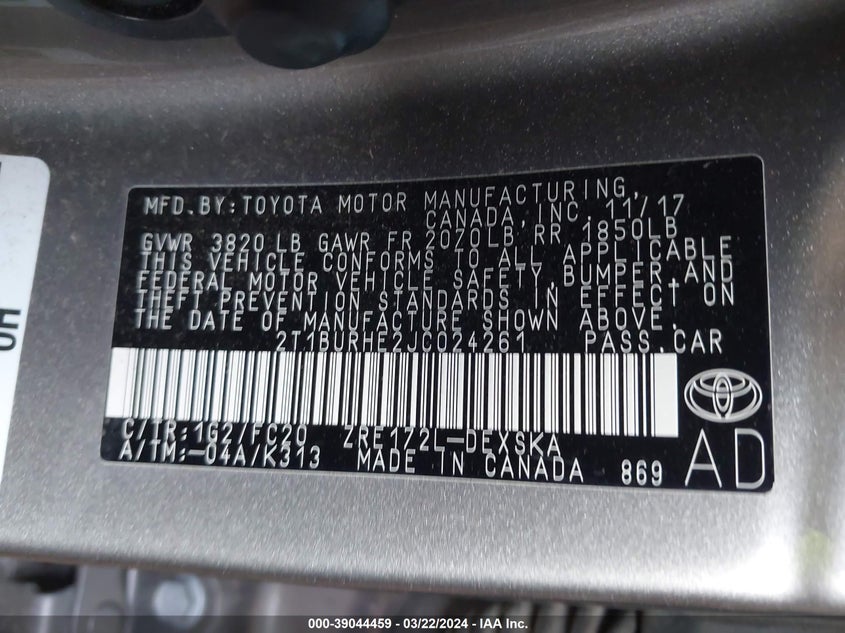 MFD.BY:TOYOTA MOTOR MANUFACTURING,
CANADA,INC. 11/17
GVWR 3820 LB GAWR FR 2070LB RR 1850LB
THIS VEHICLE CONFORMS TO ALL APPLICABLE
FEDERAL MOTOR VEHICLE SAFETY,BUMPER,AND
THEFT PREVENTION STANDARDS IN EFFECT ON
THE DATE OF MANUFACTURE SHOWN ABOVE.
2T1BURHE2JC024261 PASS.CAR
C/TR:1G2/FC20 ZRE172L-DEXSKA
A/TM:-04A/K313 MADE IN CANADA 869
AD
000-39044459 - 03/22/2024 - IAA Inc.